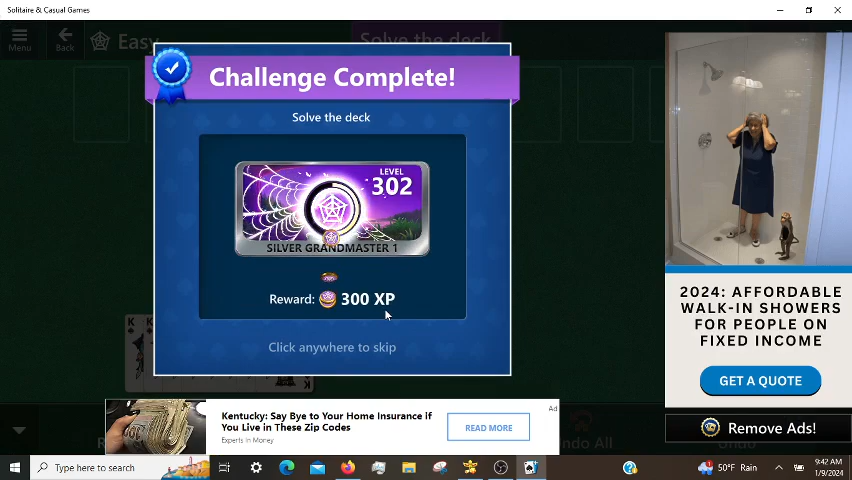 Solitaire & Casual Games
Menu
Back
Easy
Solve the deck
Challenge Complete!
Solve the deck
LEVEL
302
SILVER GRANDMASTER 1
Reward: 300 XP
Click anywhere to skip
K K
2024: AFFORDABLE
WALK-IN SHOWERS
FOR PEOPLE ON
FIXED INCOME
GET A QUOTE
Remove Ads!
Kentucky: Say Bye to Your Home Insurance if
You Live in These Zip Codes
Experts In Money
READ MORE
Ad
Undo All
Undo
Type here to search
50°F Rain
9:42 AM
1/9/2024